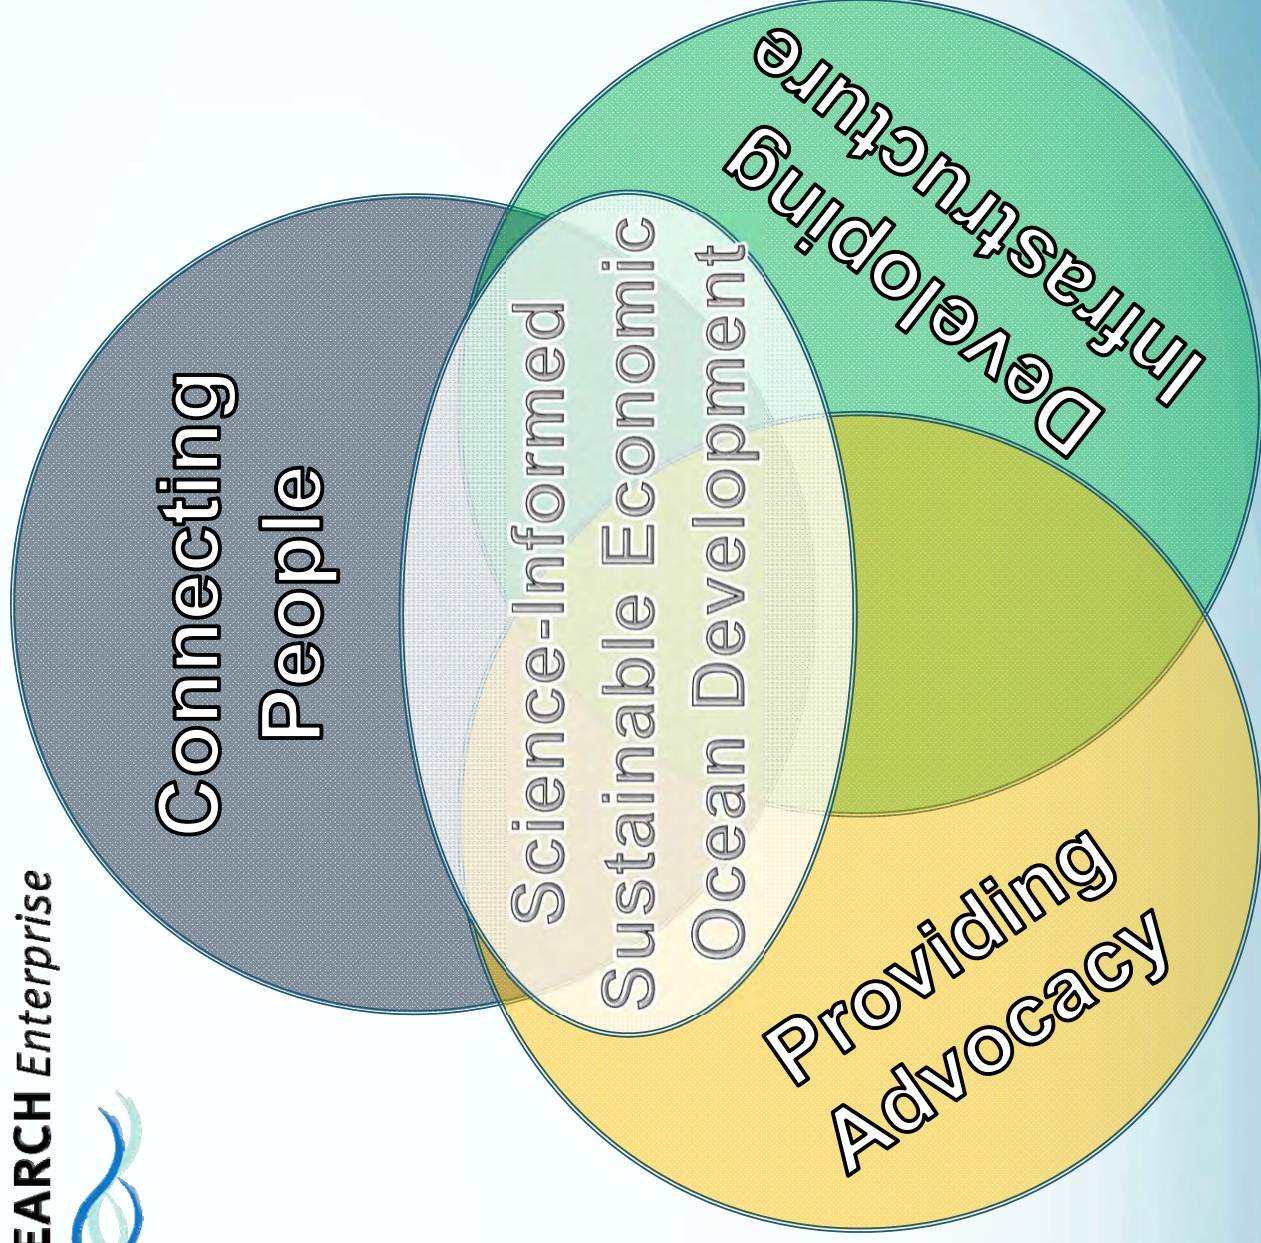 EARCH Enterprise
Connecting
People
Science-Informed
Sustainable Economic
Ocean Development
Providing
Advocacy
Developing
Infrastructure